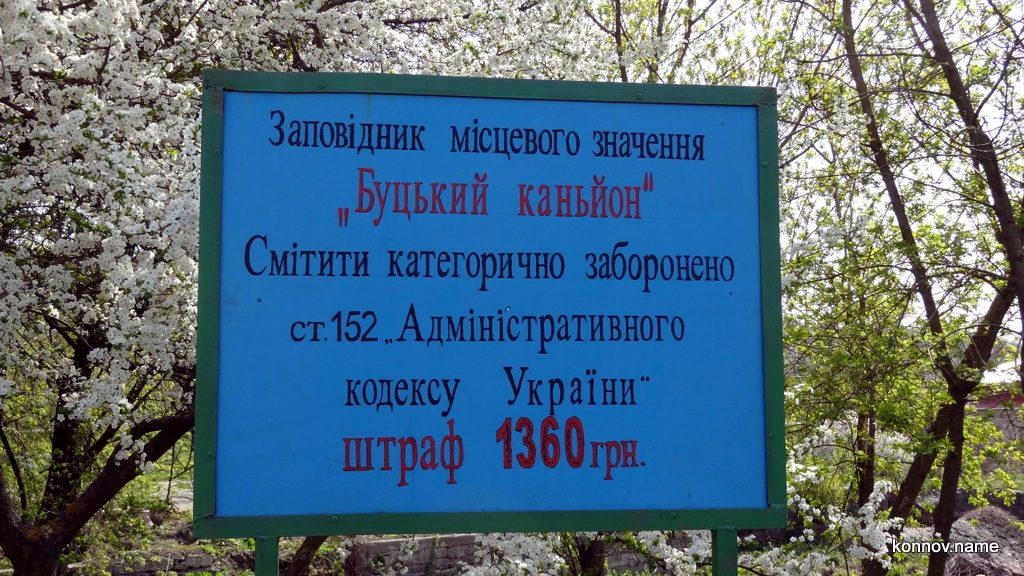 Заповідник місцевого значення
„Буцький каньйон“
Смітити категорично заборонено
ст.152 „Адміністративного
кодексу України“
штраф 1360 грн.
konnov.name